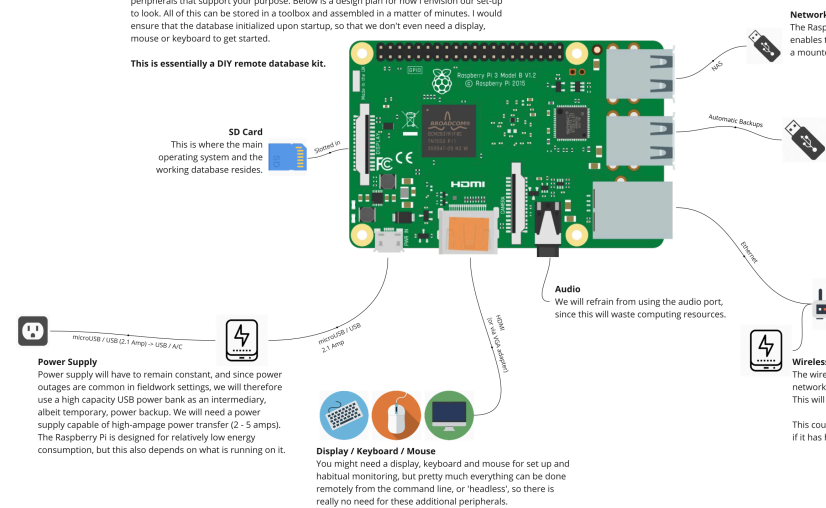 peripherals that support your purpose. Below is a design plan for how I envision our set-up
to look. All of this can be stored in a toolbox and assembled in a matter of minutes. I would
ensure that the database initialized upon startup, so that we don't even need a display,
mouse or keyboard to get started.
This is essentially a DIY remote database kit.
Network
The Rasp
enables t
a mounte
NAS
Automatic Backups
GPIO
Raspberry Pi 3 Model B V1.2
© Raspberry Pi 2015
Made in the UK
BROADCOM
FC CE
HDMI
CAMERA
PWR IN
SD Card
This is where the main
operating system and the
working database resides.
Slotted in
Ethernet
Audio
We will refrain from using the audio port,
since this will waste computing resources.
HDMI
(or via VGA adapter)
microUSB / USB
2.1 Amp
microUSB / USB (2.1 Amp) -> USB / A/C
Power Supply
Power supply will have to remain constant, and since power
outages are common in fieldwork settings, we will therefore
use a high capacity USB power bank as an intermediary,
albeit temporary, power backup. We will need a power
supply capable of high-ampage power transfer (2 - 5 amps).
The Raspberry Pi is designed for relatively low energy
consumption, but this also depends on what is running on it.
Wireless
The wire
network
This will
This cou
if it has
Display / Keyboard / Mouse
You might need a display, keyboard and mouse for set up and
habitual monitoring, but pretty much everything can be done
remotely from the command line, or 'headless', so there is
really no need for these additional peripherals.